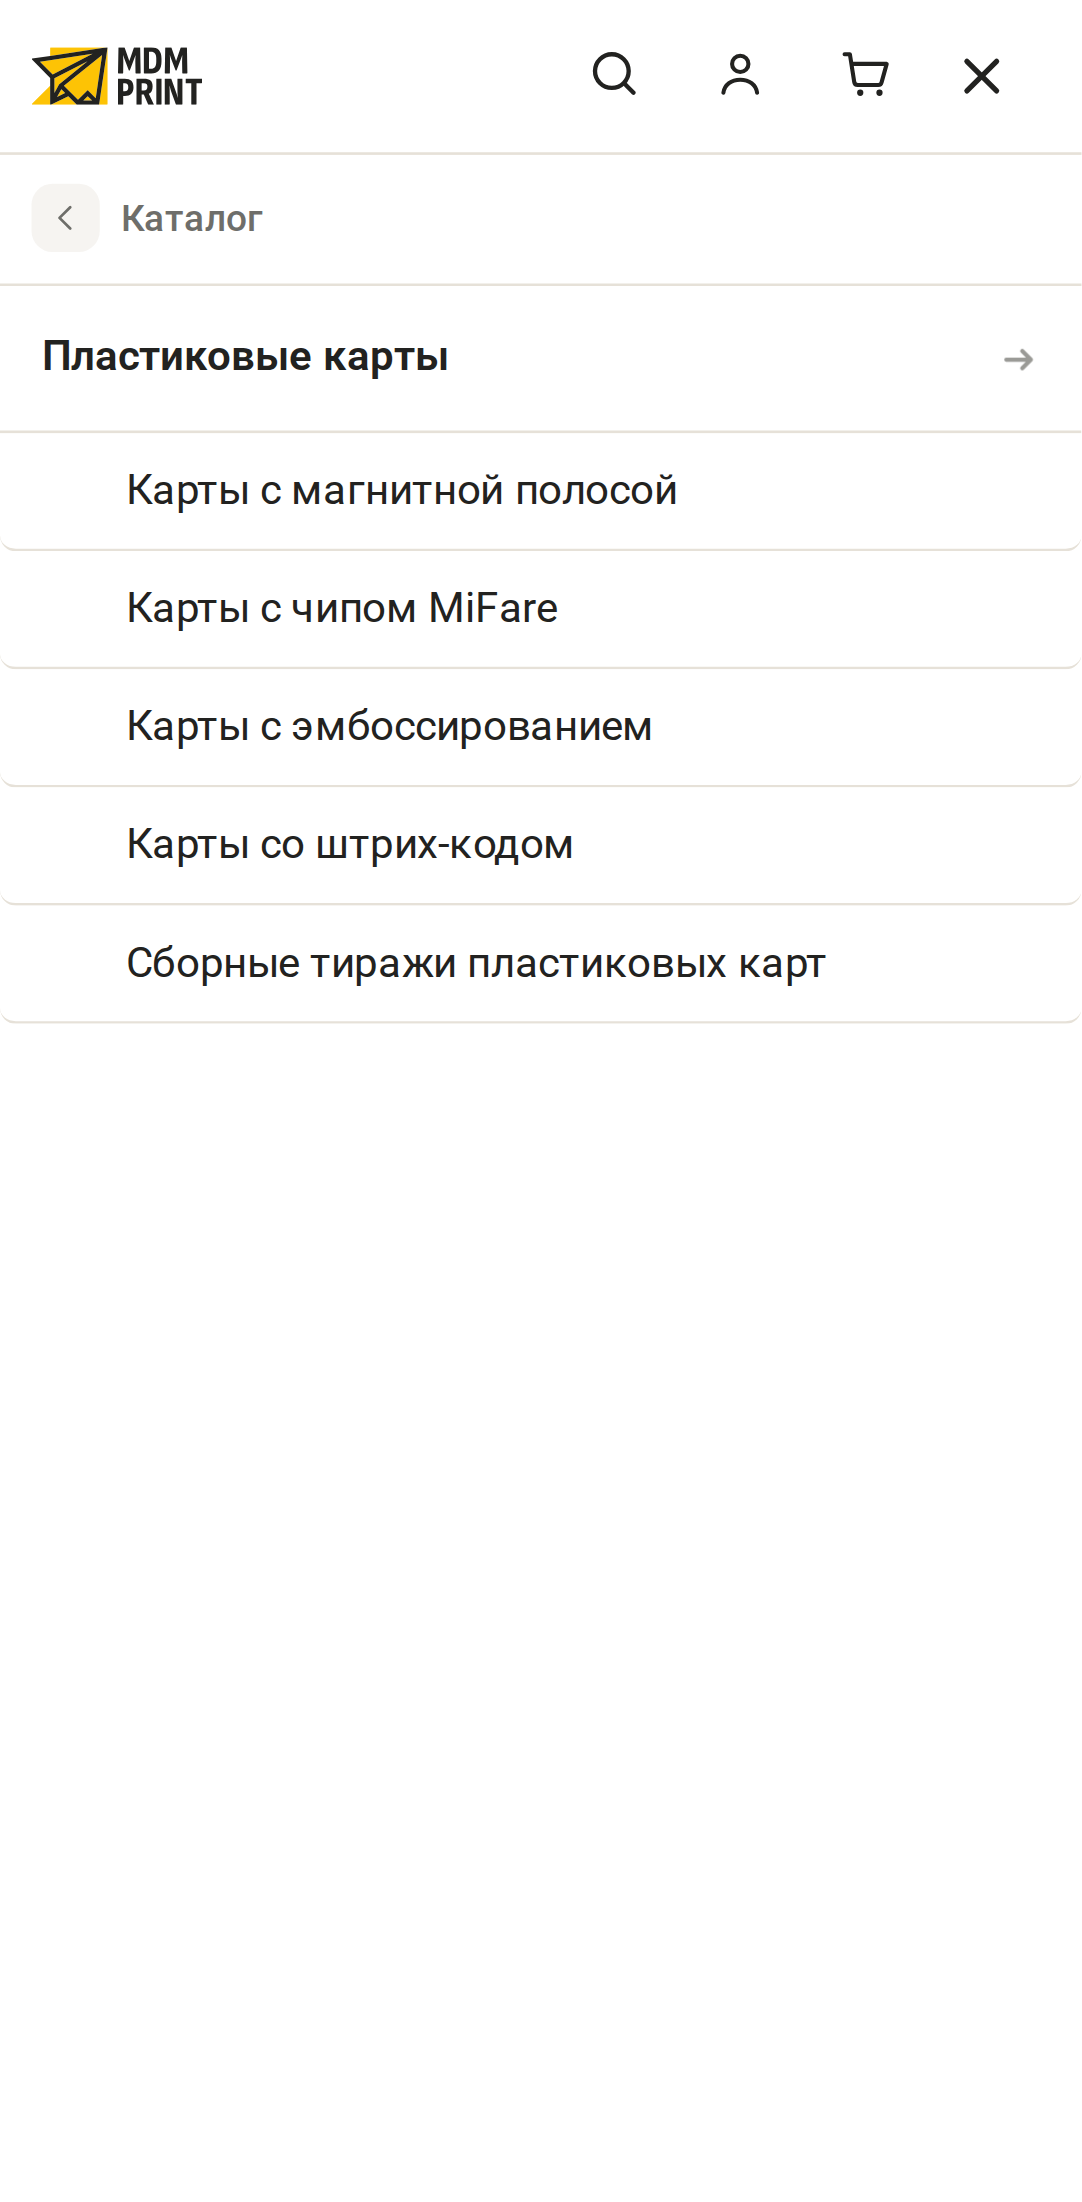 MDM
PRINT
Каталог
Пластиковые карты
Карты с магнитной полосой
Карты с чипом MiFare
Карты с эмбоссированием
Карты со штрих-кодом
Сборные тиражи пластиковых карт